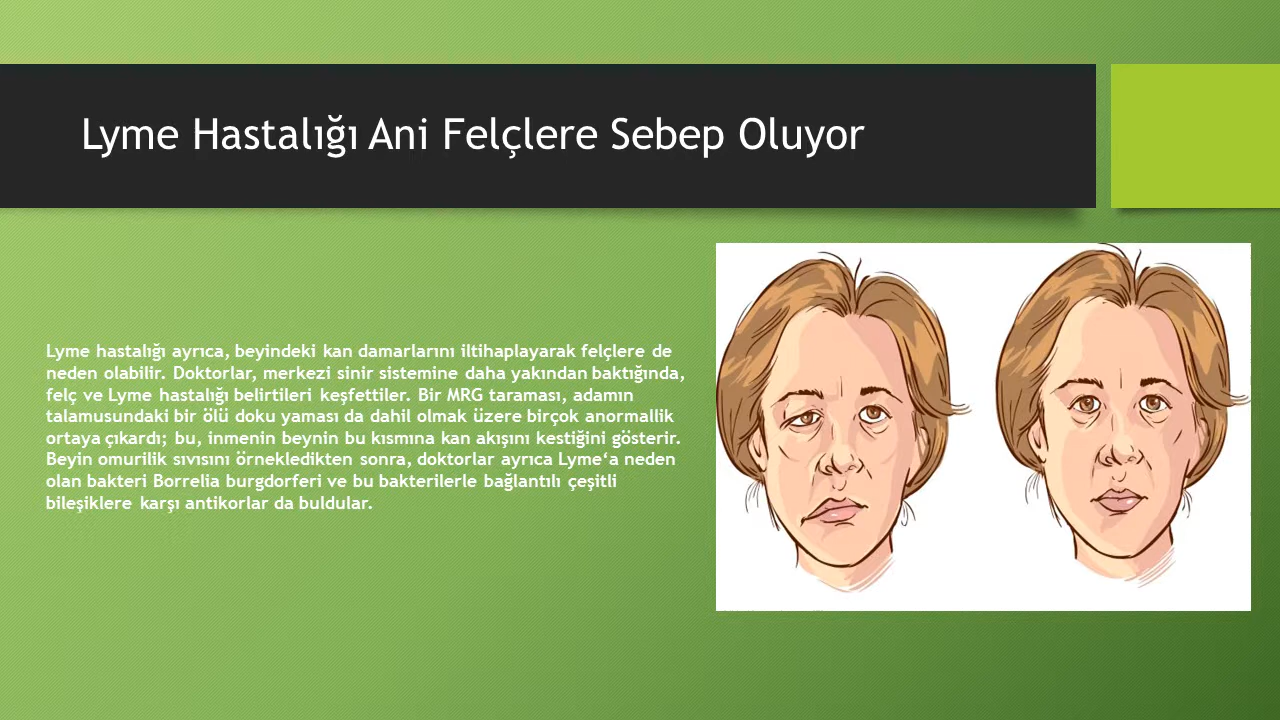 Lyme Hastalığı Ani Felçlere Sebep Oluyor
Lyme hastalığı ayrıca, beyindeki kan damarlarını iltihaplayarak felçlere de
neden olabilir. Doktorlar, merkezi sinir sistemine daha yakından baktığında,
felç ve Lyme hastalığı belirtileri keşfettiler. Bir MRG taraması, adamın
talamusundaki bir ölü doku yaması da dahil olmak üzere birçok anormallik
ortaya çıkardı; bu, inmenin beynin bu kısmına kan akışını kestiğini gösterir.
Beyin omurilik sıvısını örnekledikten sonra, doktorlar ayrıca Lyme‘a neden
olan bakteri Borrelia burgdorferi ve bu bakterilerle bağlantılı çeşitli
bileşiklere karşı antikorlar da buldular.